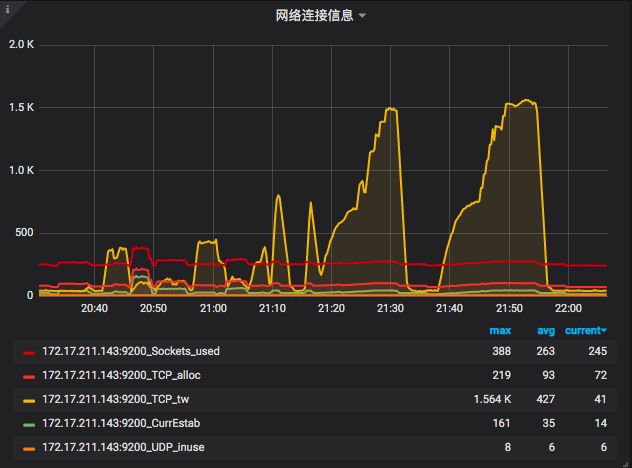 i
网络连接信息
2.0 K
1.5 K
1.0 K
500
0
20:40 20:50 21:00 21:10 21:20 21:30 21:40 21:50 22:00
max avg current
172.17.211.143:9200_Sockets_used 388 263 245
172.17.211.143:9200_TCP_alloc 219 93 72
172.17.211.143:9200_TCP_tw 1.564 K 427 41
172.17.211.143:9200_CurrEstab 161 35 14
172.17.211.143:9200_UDP_inuse 8 6 6